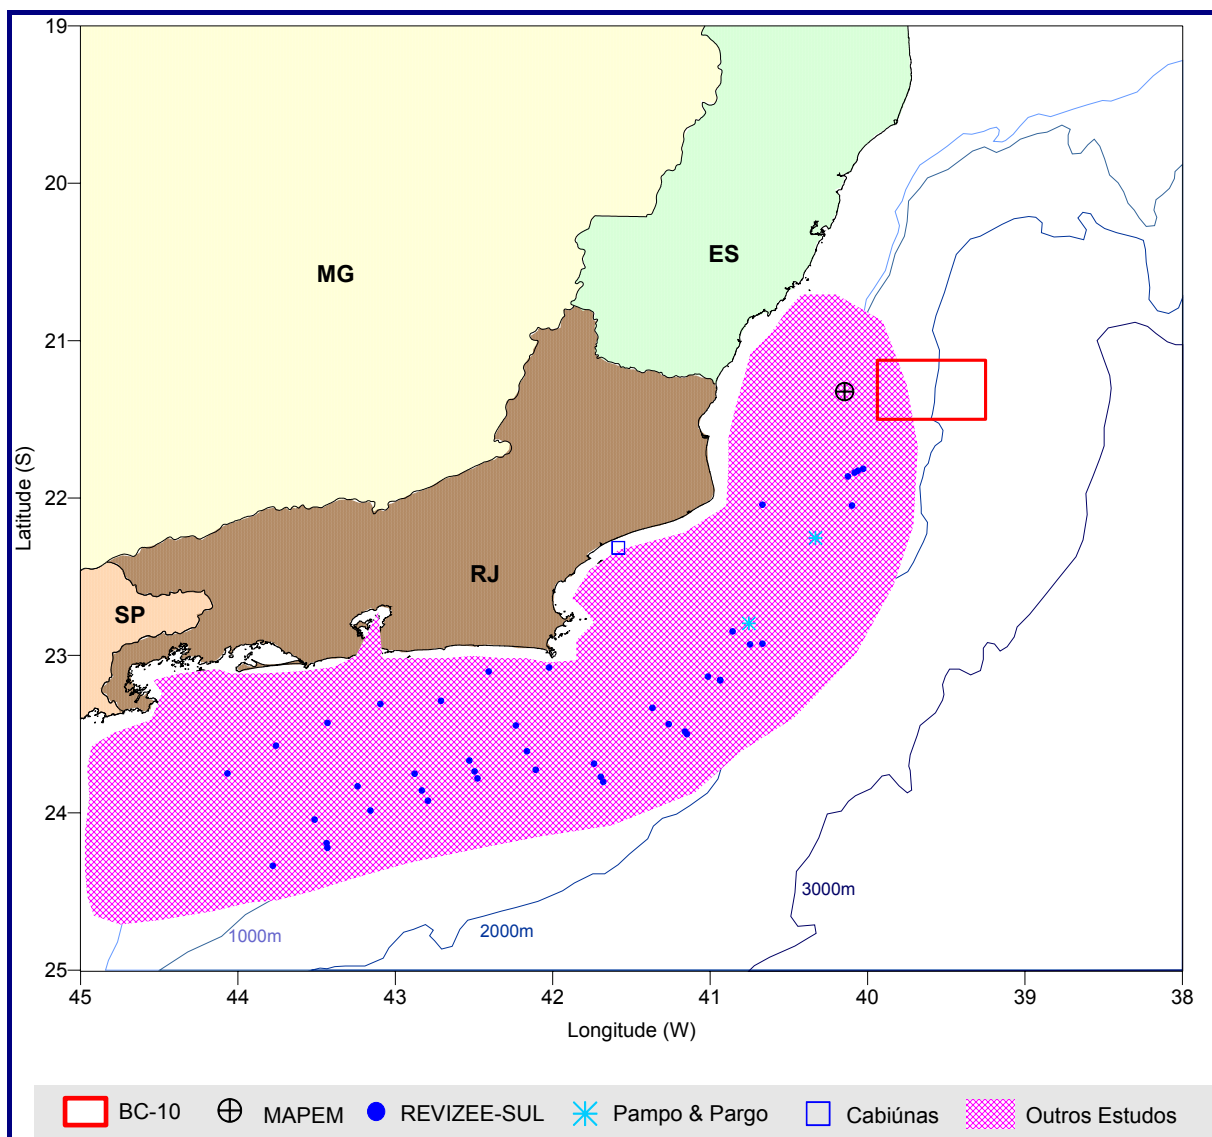 19
20
21
22
23
24
25
Latitude (S)
MG
ES
RJ
SP
1000m
2000m
3000m
45
44
43
42
41
40
39
38
Longitude (W)
BC-10
MAPEM
REVIZEE-SUL
Pampo & Pargo
Cabiúnas
Outros Estudos